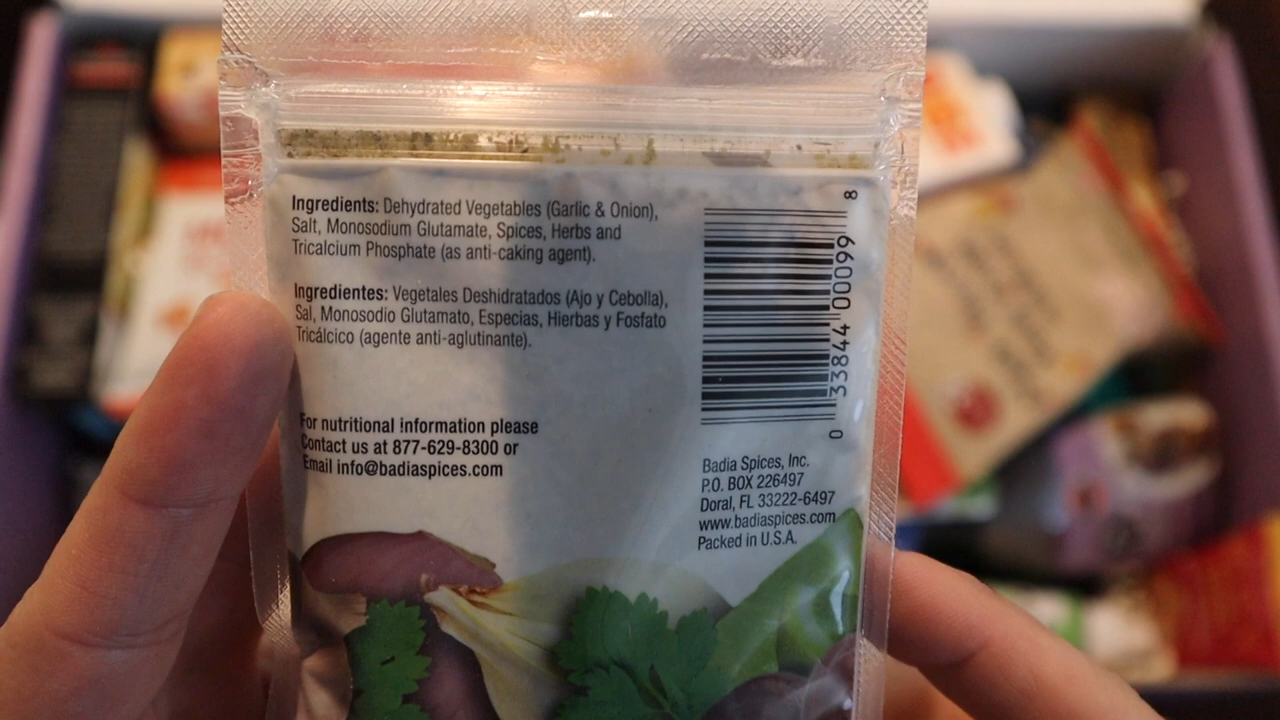 Ingredients: Dehydrated Vegetables (Garlic & Onion),
Salt, Monosodium Glutamate, Spices, Herbs and
Tricalcium Phosphate (as anti-caking agent).
Ingredientes: Vegetales Deshidratados (Ajo y Cebolla),
Sal, Monosodio Glutamato, Especias, Hierbas y Fosfato
Tricálcico (agente anti-aglutinante).
For nutritional information please
Contact us at 877-629-8300 or
Email info@badiaspices.com
0 33844 00099 8
Badia Spices, Inc.
P.O. BOX 226497
Doral, FL 33222-6497
www.badiaspices.com
Packed in U.S.A.